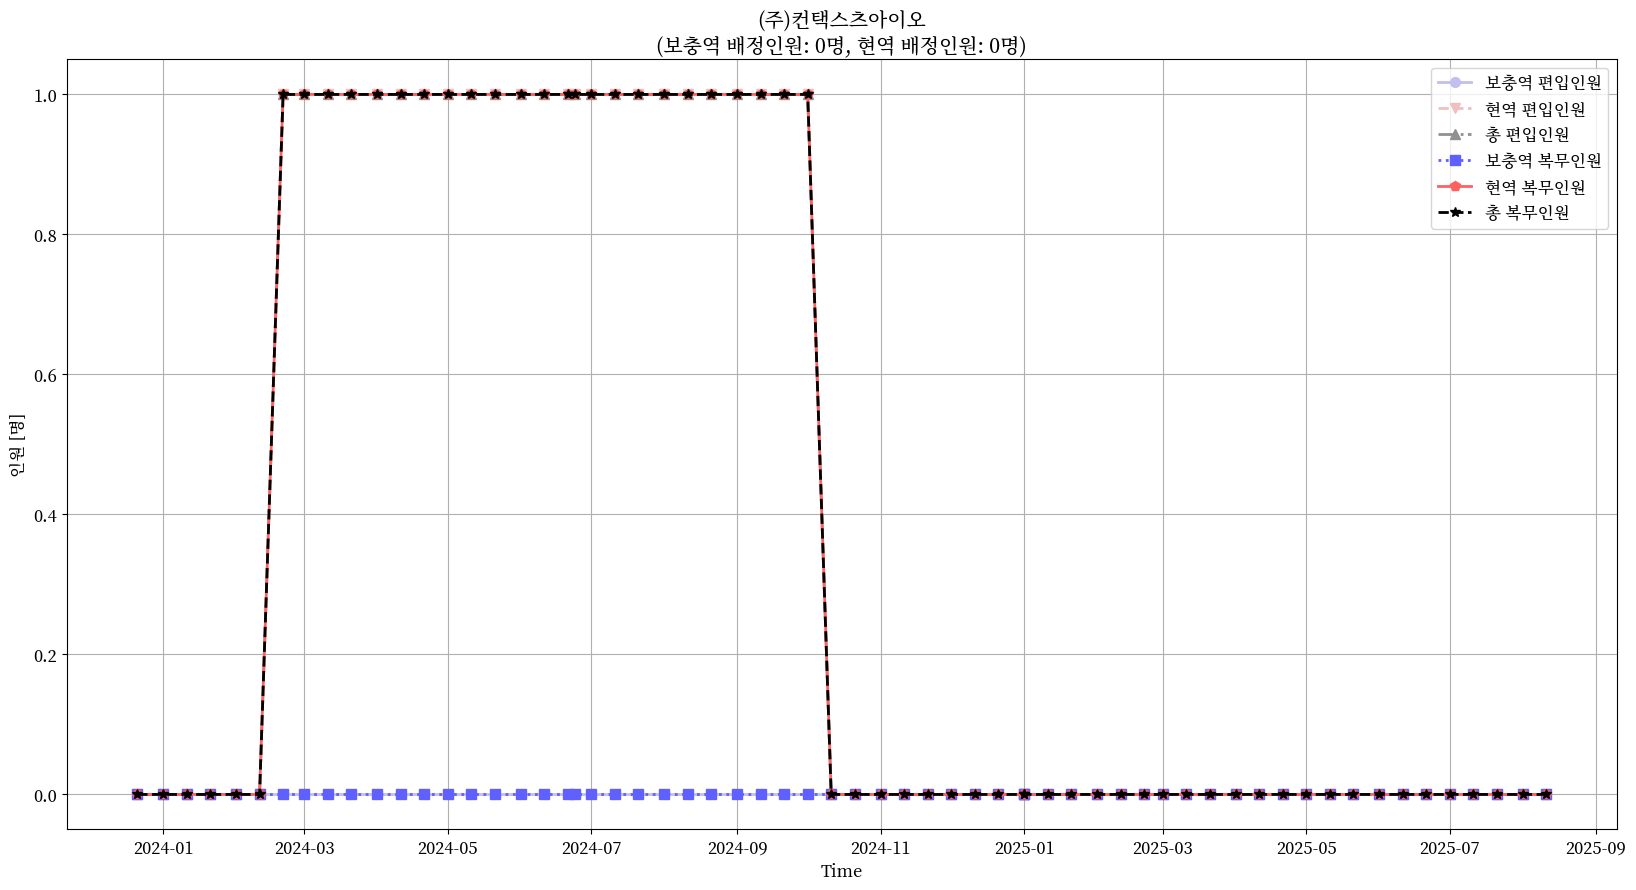 (주)컨택스츠아이오
(보충역 배정인원: 0명, 현역 배정인원: 0명)
보충역 편입인원
현역 편입인원
총 편입인원
보충역 복무인원
현역 복무인원
총 복무인원
인원 [명]
1.0
0.8
0.6
0.4
0.2
0.0
2024-01 2024-03 2024-05 2024-07 2024-09 2024-11 2025-01 2025-03 2025-05 2025-07 2025-09
Time